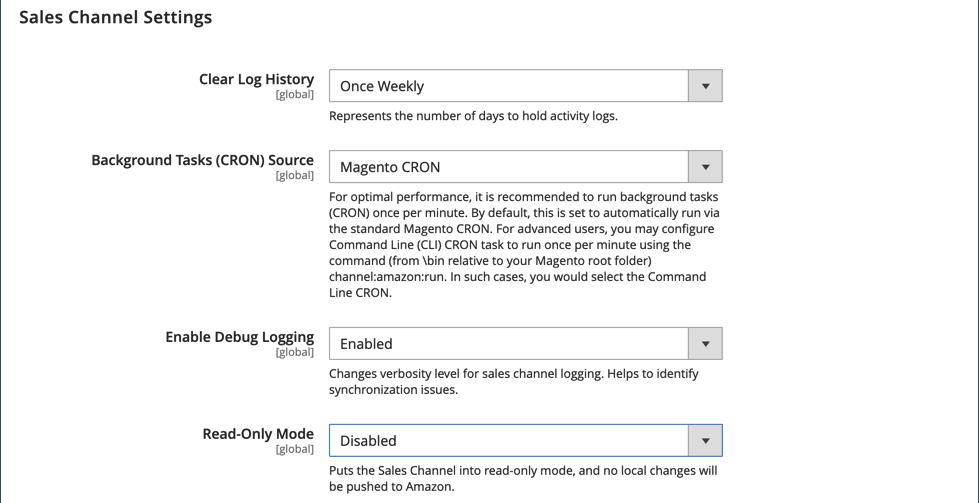 Sales Channel Settings
Clear Log History
[global]
Once Weekly
Represents the number of days to hold activity logs.
Background Tasks (CRON) Source
[global]
Magento CRON
For optimal performance, it is recommended to run background tasks
(CRON) once per minute. By default, this is set to automatically run via
the standard Magento CRON. For advanced users, you may configure
Command Line (CLI) CRON task to run once per minute using the
command (from \bin relative to your Magento root folder)
channel:amazon:run. In such cases, you would select the Command
Line CRON.
Enable Debug Logging
[global]
Enabled
Changes verbosity level for sales channel logging. Helps to identify
synchronization issues.
Read-Only Mode
[global]
Disabled
Puts the Sales Channel into read-only mode, and no local changes will
be pushed to Amazon.